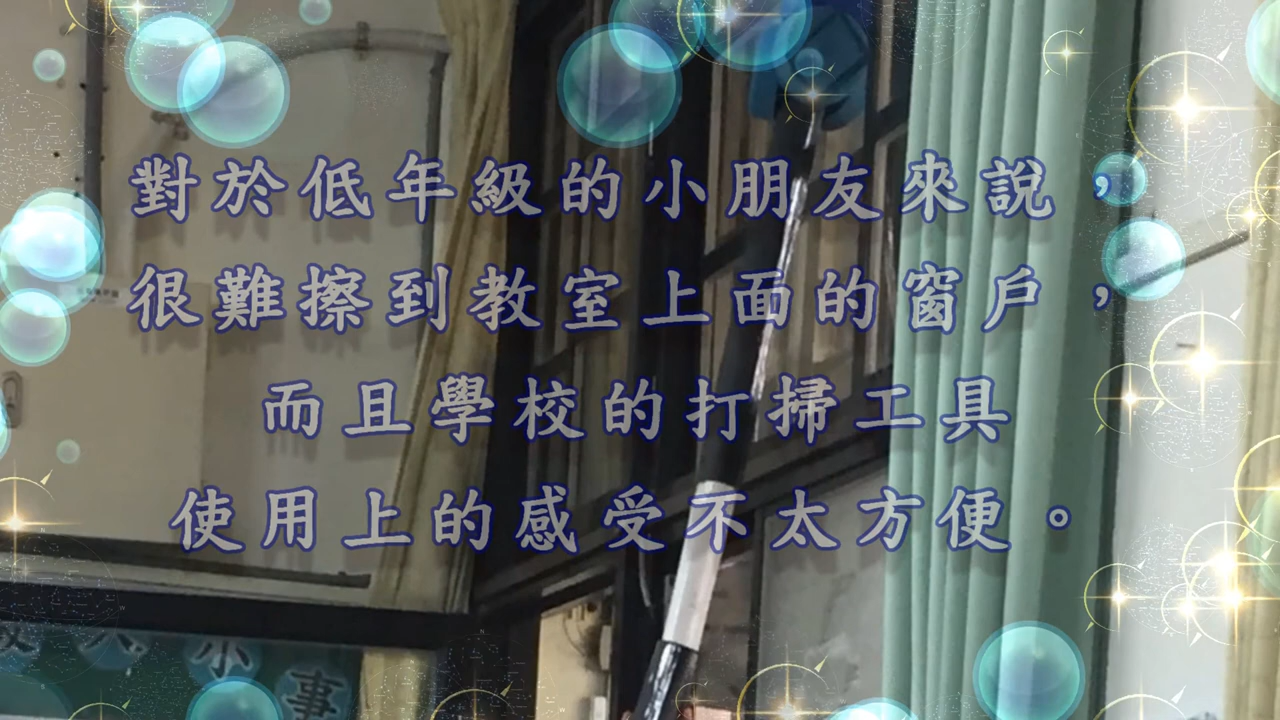 對於低年級的小朋友來說，
很難擦到教室上面的窗戶，
而且學校的打掃工具
使用上的感受不太方便。
小事